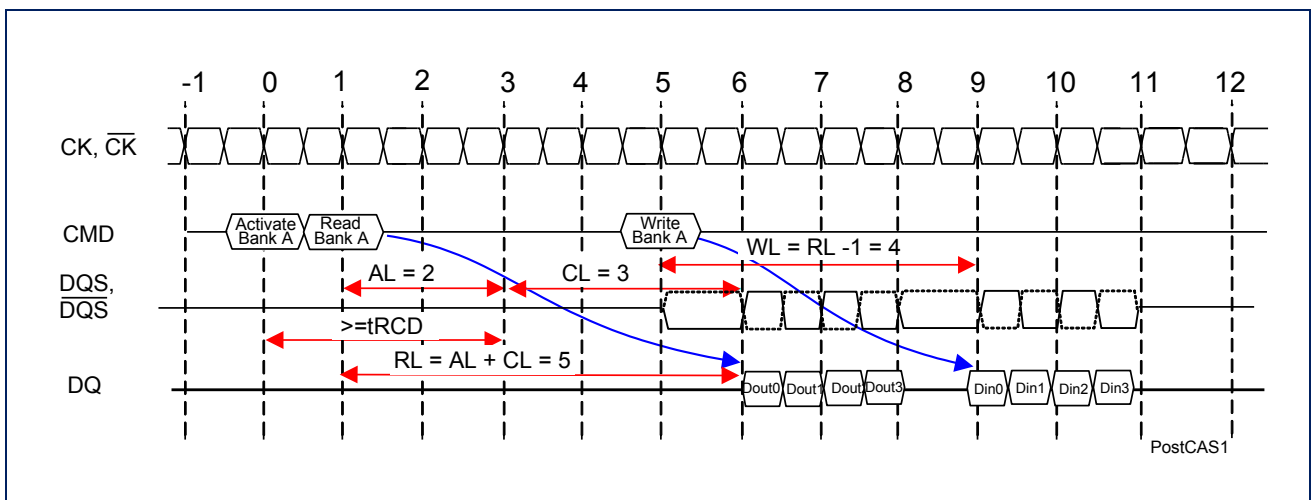 -1 0 1 2 3 4 5 6 7 8 9 10 11 12
CK, CK
Activate Bank A
Read Bank A
Write Bank A
CMD
WL = RL -1 = 4
AL = 2
CL = 3
DQS,
DQS
>=tRCD
RL = AL + CL = 5
DQ
Dout0 Dout1 Dout Dout3 Din0 Din1 Din2 Din3
PostCAS1